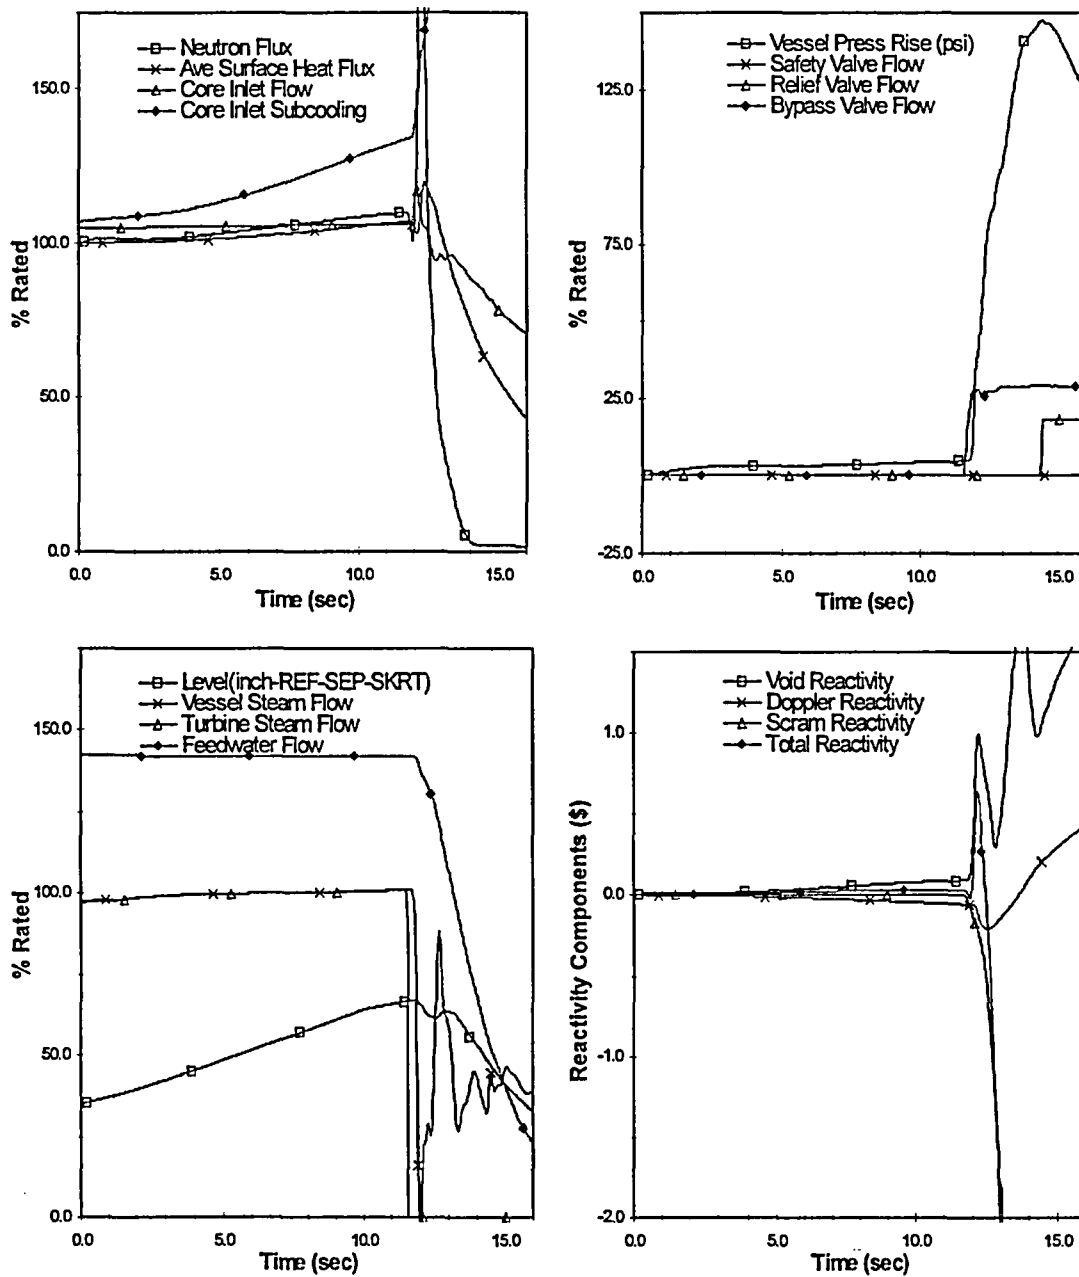 Neutron Flux
Ave Surface Heat Flux
Core Inlet Flow
Core Inlet Subcooling
150.0
100.0
50.0
0.0
% Rated
0.0
5.0
10.0
15.0
Time (sec)
Vessel Press Rise (psi)
Safety Valve Flow
Relief Valve Flow
Bypass Valve Flow
125.0
75.0
25.0
-25.0
% Rated
0.0
5.0
10.0
15.0
Time (sec)
Level(inch-REF-SEP-SKRT)
Vessel Steam Flow
Turbine Steam Flow
Feedwater Flow
150.0
100.0
50.0
0.0
% Rated
0.0
5.0
10.0
15.0
Time (sec)
Void Reactivity
Doppler Reactivity
Scram Reactivity
Total Reactivity
1.0
0.0
-1.0
-2.0
Reactivity Components ($)
0.0
5.0
10.0
15.0
Time (sec)